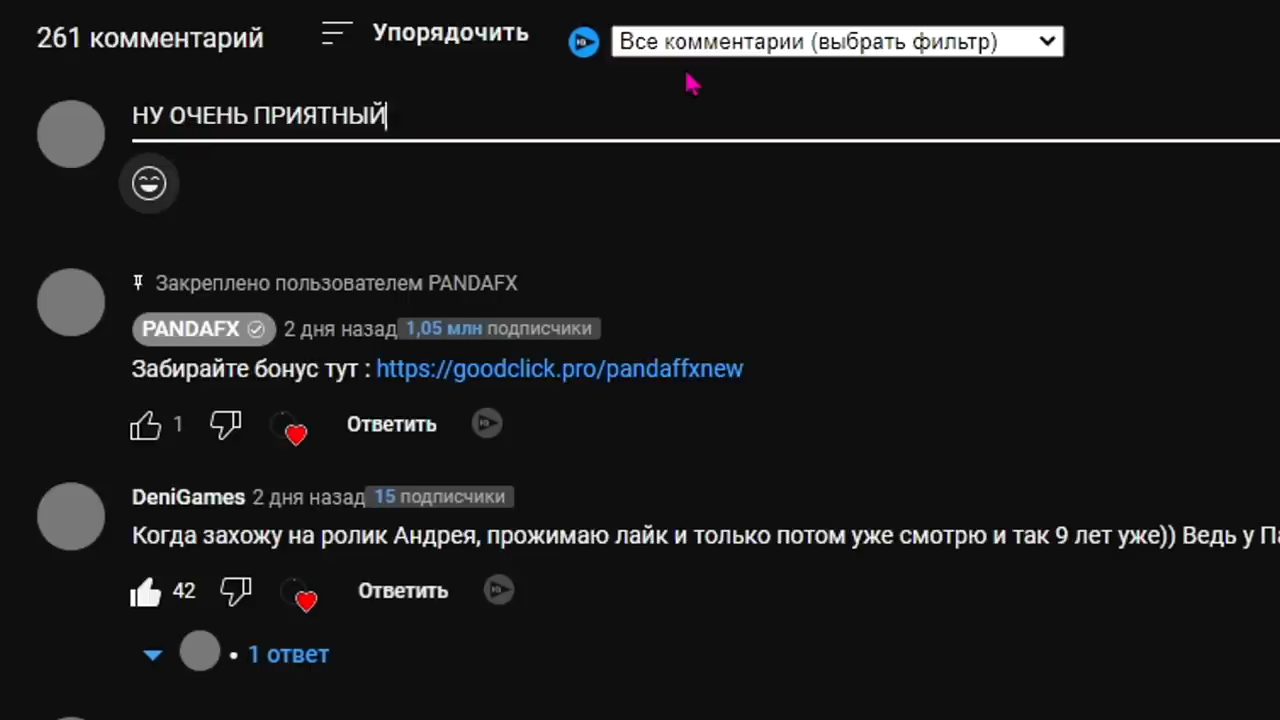 261 комментарий
Упорядочить
Все комментарии (выбрать фильтр)
НУ ОЧЕНЬ ПРИЯТНЫЙ
Закреплено пользователем PANDAFX
PANDAFX 2 дня назад 1,05 млн подписчики
Забирайте бонус тут : https://goodclick.pro/pandaffxnew
1 Ответить
DeniGames 2 дня назад 15 подписчики
Когда захожу на ролик Андрея, прожимаю лайк и только потом уже смотрю и так 9 лет уже)) Ведь у
42 Ответить
• 1 ответ